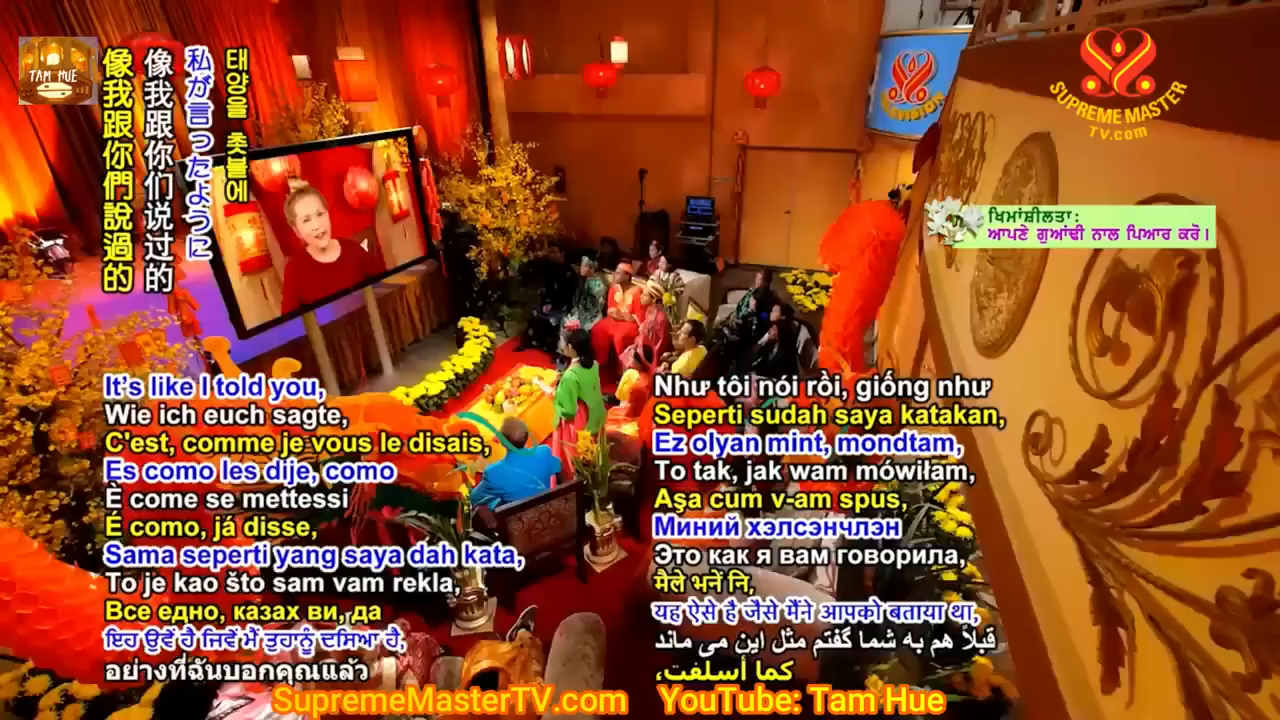 TAM HUE
像我跟你們說過的
像我跟你们说过的
私が言ったように
태양을 촛불에
SUPREME MASTER
TV.com
ਖਿਮਾਂਸ਼ੀਲਤਾ:
ਆਪਣੇ ਗੁਆਂਢੀ ਨਾਲ ਪਿਆਰ ਕਰੋ।
It's like I told you,
Wie ich euch sagte,
C'est, comme je vous le disais,
Es como les dije, como
È come se mettessi
É como, já disse,
Sama seperti yang saya dah kata,
To je kao što sam vam rekla,
Все едно, казах ви, да
ਇਹ ਉਵੇਂ ਹੈ ਜਿਵੇਂ ਮੈਂ ਤੁਹਾਨੂੰ ਦਸਿਆ ਹੈ,
อย่างที่ฉันบอกคุณแล้ว
Như tôi nói rồi, giống như
Seperti sudah saya katakan,
Ez olyan mint, mondtam,
To tak, jak wam mówiłam,
Aşa cum v-am spus,
Миний хэлсэнчлэн
Это как я вам говорила,
मैले भनें नि,
यह ऐसे है जैसे मैंने आपको बताया था,
قبلاً هم به شما گفتم مثل این می ماند
كما أسلفت،
SupremeMasterTV.com
YouTube: Tam Hue